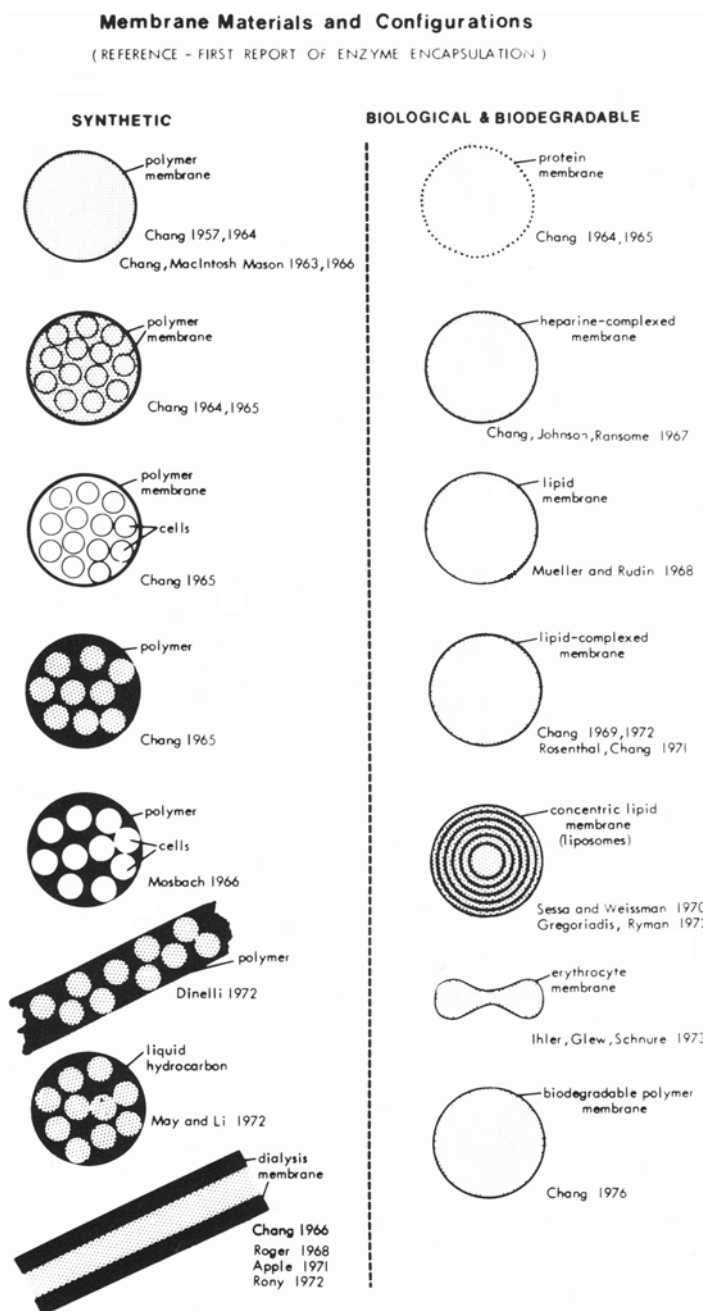 Membrane Materials and Configurations
(REFERENCE - FIRST REPORT OF ENZYME ENCAPSULATION)
SYNTHETIC
polymer
membrane
Chang 1957,1964
Chang, MacIntosh Mason 1963,1966
polymer
membrane
Chang 1964,1965
polymer
membrane
cells
Chang 1965
polymer
Chang 1965
polymer
cells
Mosbach 1966
polymer
Dinelli 1972
liquid
hydrocarbon
May and Li 1972
dialysis
membrane
Chang 1966
Roger 1968
Apple 1971
Rony 1972
BIOLOGICAL & BIODEGRADABLE
protein
membrane
Chang 1964,1965
heparine-complexed
membrane
Chang, Johnson, Ransome 1967
lipid
membrane
Mueller and Rudin 1968
lipid-complexed
membrane
Chang 1969,1972
Rosenthal, Chang 1971
concentric lipid
membrane
(liposomes)
Sessa and Weissman 1970
Gregoriadis, Ryman
erythrocyte
membrane
Ihler, Glew, Schnure 1973
biodegradable polymer
membrane
Chang 1976